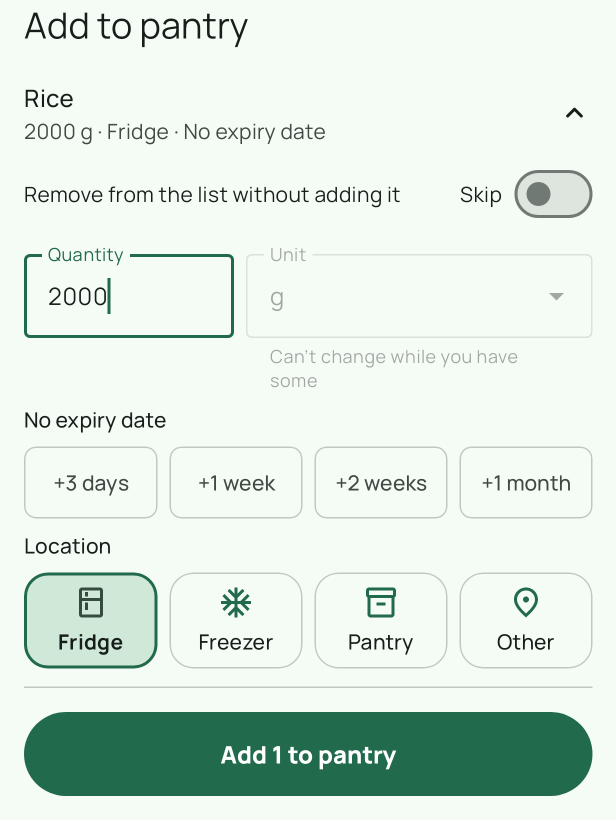 Add to pantry
Rice
2000 g · Fridge · No expiry date
Remove from the list without adding it
Skip
Quantity
Unit
2000
g
Can't change while you have
some
No expiry date
+3 days
+1 week
+2 weeks
+1 month
Location
Fridge
Freezer
Pantry
Other
Add 1 to pantry